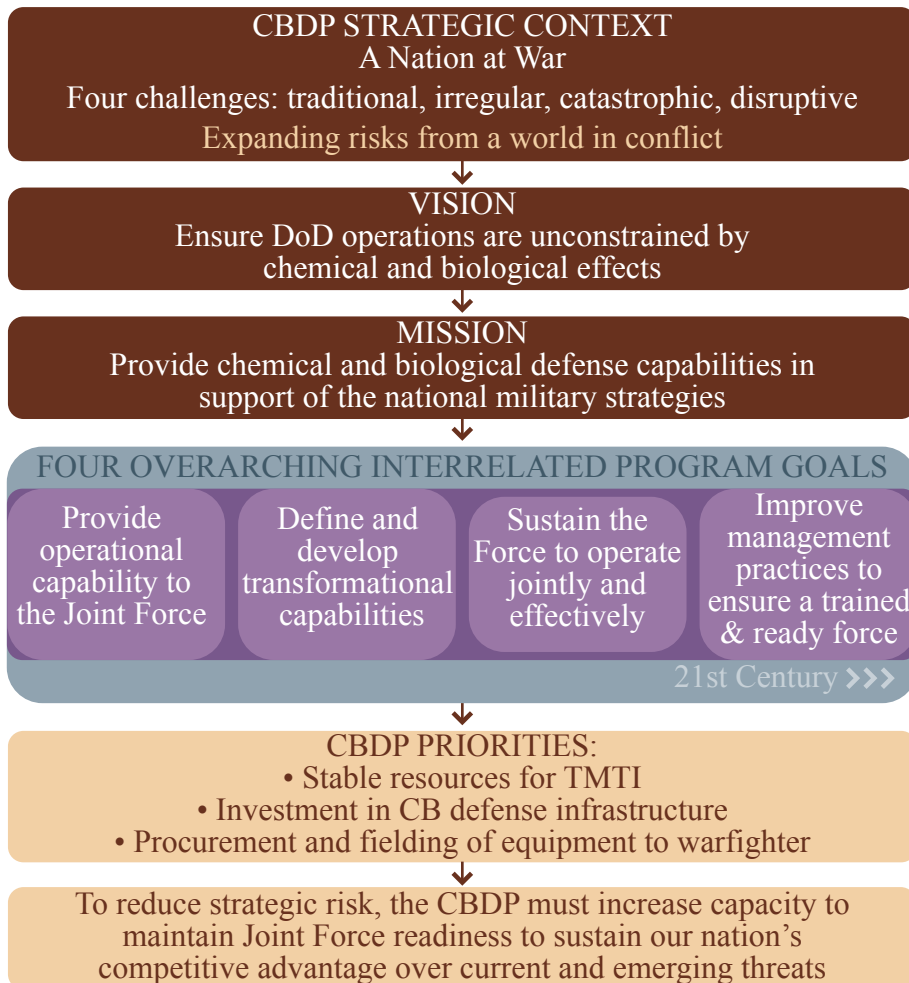 CBDP STRATEGIC CONTEXT
A Nation at War
Four challenges: traditional, irregular, catastrophic, disruptive
Expanding risks from a world in conflict
VISION
Ensure DoD operations are unconstrained by
chemical and biological effects
MISSION
Provide chemical and biological defense capabilities in
support of the national military strategies
FOUR OVERARCHING INTERRELATED PROGRAM GOALS
Provide
operational
capability to
the Joint Force
Define and
develop
transformational
capabilities
Sustain the
Force to operate
jointly and
effectively
Improve
management
practices to
ensure a trained
& ready force
21st Century >>>
CBDP PRIORITIES:
• Stable resources for TMTI
• Investment in CB defense infrastructure
• Procurement and fielding of equipment to warfighter
To reduce strategic risk, the CBDP must increase capacity to
maintain Joint Force readiness to sustain our nation’s
competitive advantage over current and emerging threats